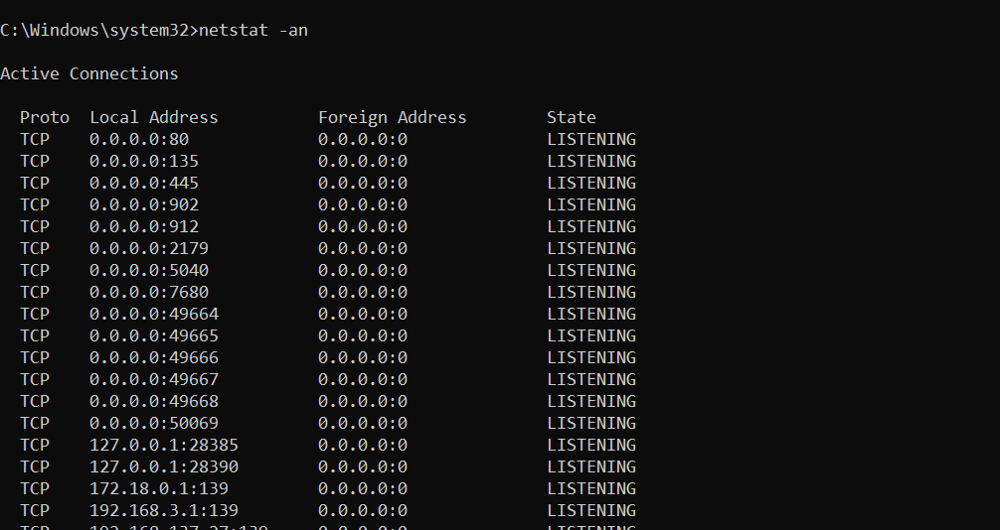 C:\Windows\system32>netstat -an
Active Connections
Proto Local Address Foreign Address State
TCP 0.0.0.0:80 0.0.0.0:0 LISTENING
TCP 0.0.0.0:135 0.0.0.0:0 LISTENING
TCP 0.0.0.0:445 0.0.0.0:0 LISTENING
TCP 0.0.0.0:902 0.0.0.0:0 LISTENING
TCP 0.0.0.0:912 0.0.0.0:0 LISTENING
TCP 0.0.0.0:2179 0.0.0.0:0 LISTENING
TCP 0.0.0.0:5040 0.0.0.0:0 LISTENING
TCP 0.0.0.0:7680 0.0.0.0:0 LISTENING
TCP 0.0.0.0:49664 0.0.0.0:0 LISTENING
TCP 0.0.0.0:49665 0.0.0.0:0 LISTENING
TCP 0.0.0.0:49666 0.0.0.0:0 LISTENING
TCP 0.0.0.0:49667 0.0.0.0:0 LISTENING
TCP 0.0.0.0:49668 0.0.0.0:0 LISTENING
TCP 0.0.0.0:50069 0.0.0.0:0 LISTENING
TCP 127.0.0.1:28385 0.0.0.0:0 LISTENING
TCP 127.0.0.1:28390 0.0.0.0:0 LISTENING
TCP 172.18.0.1:139 0.0.0.0:0 LISTENING
TCP 192.168.3.1:139 0.0.0.0:0 LISTENING
TCP 0.0.0.0:0 LISTENING